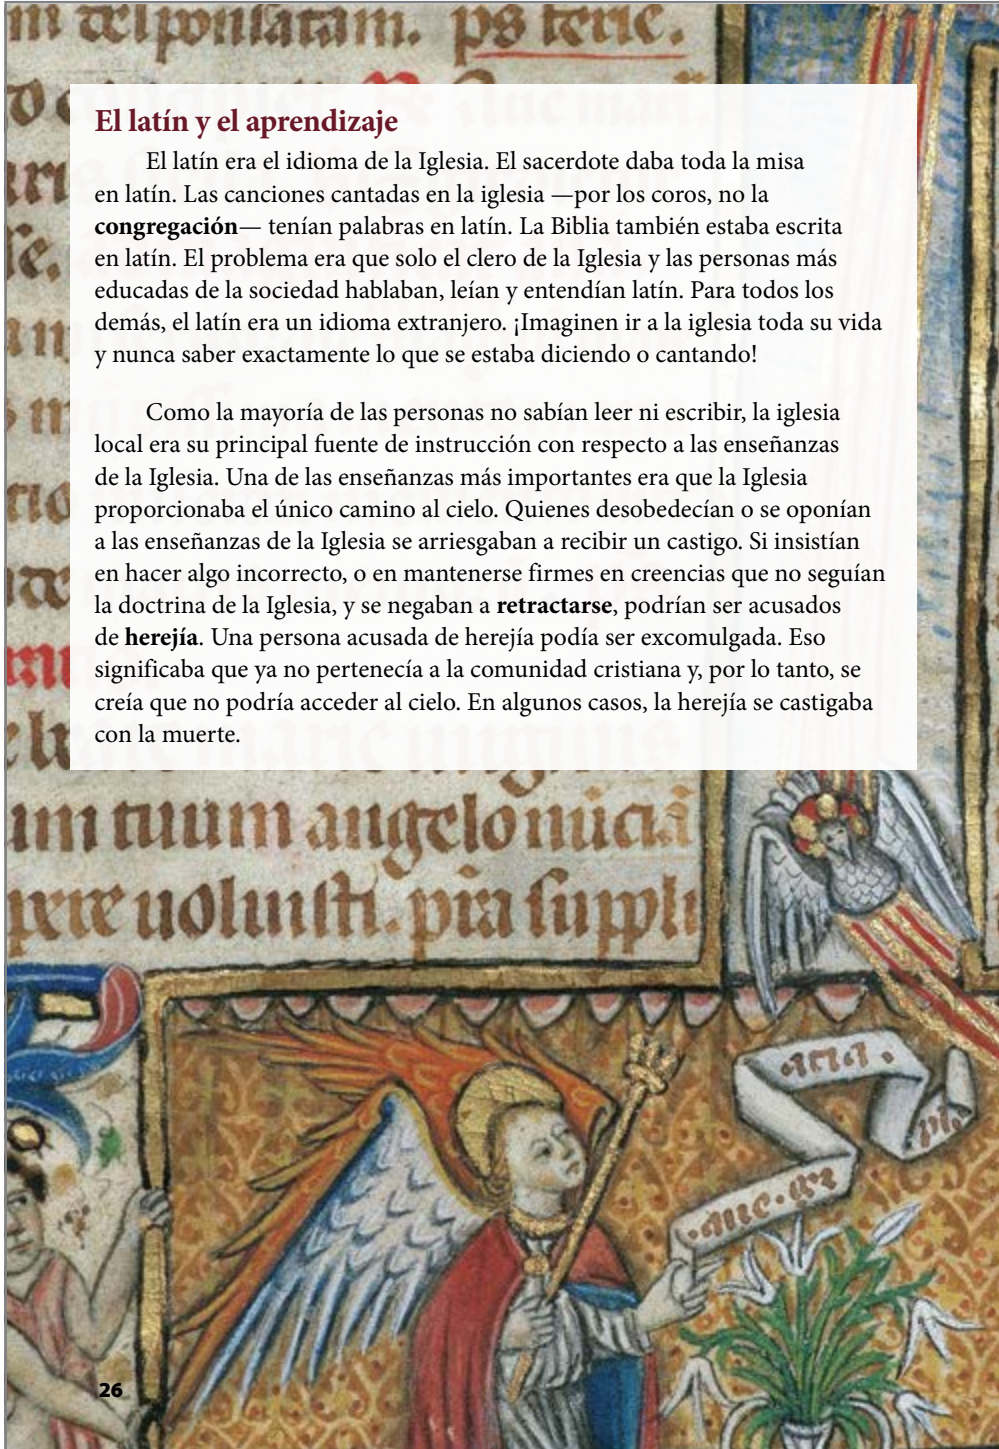 m desponsatam. ps terie.
El latín y el aprendizaje
El latín era el idioma de la Iglesia. El sacerdote daba toda la misa
en latín. Las canciones cantadas en la iglesia —por los coros, no la
congregación— tenían palabras en latín. La Biblia también estaba escrita
en latín. El problema era que solo el clero de la Iglesia y las personas más
educadas de la sociedad hablaban, leían y entendían latín. Para todos los
demás, el latín era un idioma extranjero. ¡Imaginen ir a la iglesia toda su vida
y nunca saber exactamente lo que se estaba diciendo o cantando!
Como la mayoría de las personas no sabían leer ni escribir, la iglesia
local era su principal fuente de instrucción con respecto a las enseñanzas
de la Iglesia. Una de las enseñanzas más importantes era que la Iglesia
proporcionaba el único camino al cielo. Quienes desobedecían o se oponían
a las enseñanzas de la Iglesia se arriesgaban a recibir un castigo. Si insistían
en hacer algo incorrecto, o en mantenerse firmes en creencias que no seguían
la doctrina de la Iglesia, y se negaban a retractarse, podrían ser acusados
de herejía. Una persona acusada de herejía podía ser excomulgada. Eso
significaba que ya no pertenecía a la comunidad cristiana y, por lo tanto, se
creía que no podría acceder al cielo. En algunos casos, la herejía se castigaba
con la muerte.
um tuum angelo nūciā
uoluisti. pra suppli
26